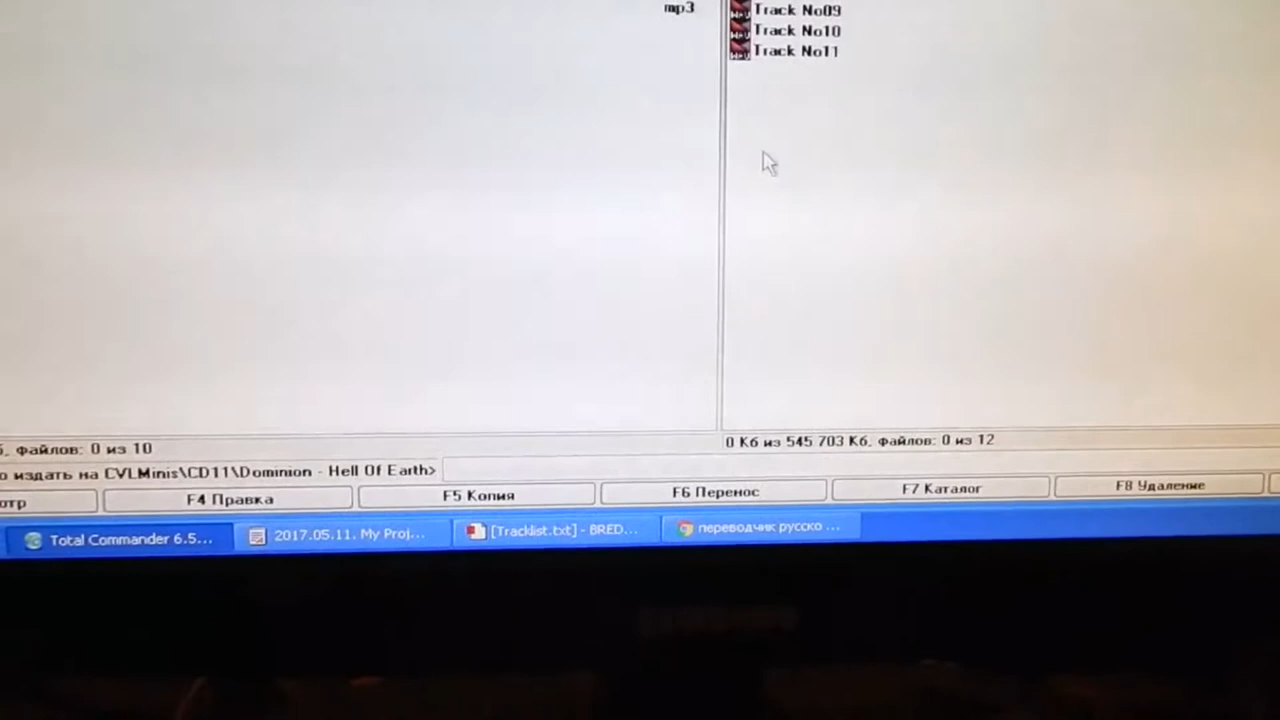 mp3
Track No09
Track No10
Track No11
файлов: 0 из 10
0 Кб из 545 703 Кб, файлов: 0 из 12
издать на CVLMinis\CD11\Dominion - Hell Of Earth>
F4 Правка
F5 Копия
F6 Перенос
F7 Каталог
F8 Удаление
Total Commander 6.5...
2017.05.11. My Proj...
[Tracklist.txt] - BRED...
переводчик русско ...